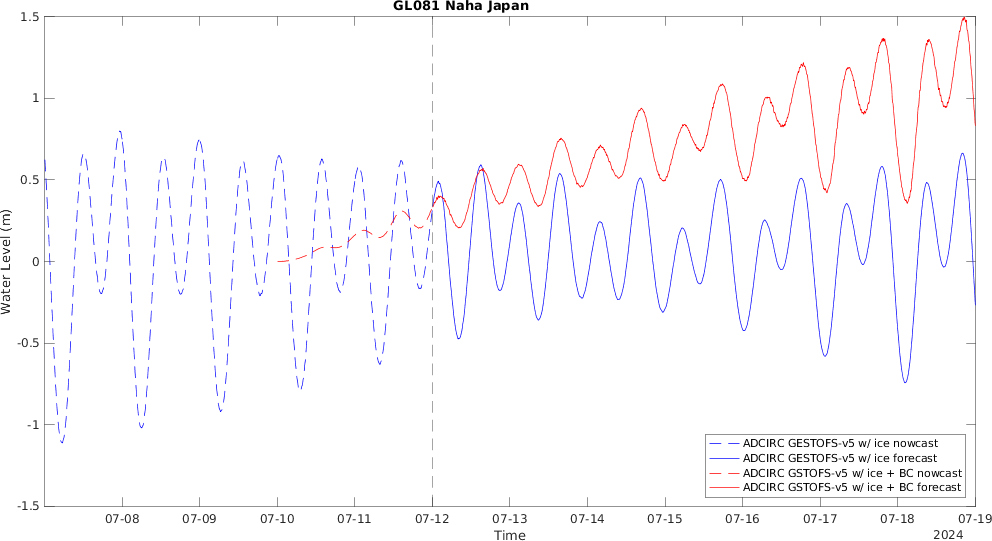 GL081 Naha Japan
1.5
1
0.5
0
-0.5
-1
-1.5
Water Level (m)
07-08 07-09 07-10 07-11 07-12 07-13 07-14 07-15 07-16 07-17 07-18 07-19
Time
2024
ADCIRC GESTOFS-v5 w/ ice nowcast
ADCIRC GESTOFS-v5 w/ ice forecast
ADCIRC GSTOFS-v5 w/ ice + BC nowcast
ADCIRC GSTOFS-v5 w/ ice + BC forecast